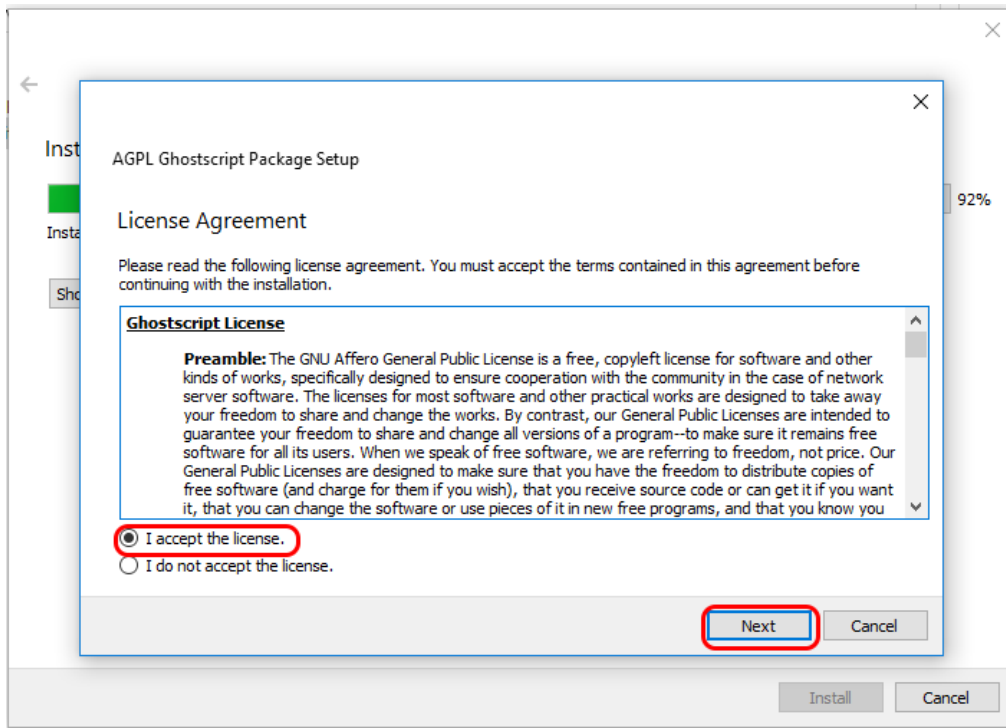 AGPL Ghostscript Package Setup
Inst
92%
License Agreement
Insta
Please read the following license agreement. You must accept the terms contained in this agreement before
continuing with the installation.
Sho
Ghostscript License
Preamble: The GNU Affero General Public License is a free, copyleft license for software and other
kinds of works, specifically designed to ensure cooperation with the community in the case of network
server software. The licenses for most software and other practical works are designed to take away
your freedom to share and change the works. By contrast, our General Public Licenses are intended to
guarantee your freedom to share and change all versions of a program--to make sure it remains free
software for all its users. When we speak of free software, we are referring to freedom, not price. Our
General Public Licenses are designed to make sure that you have the freedom to distribute copies of
free software (and charge for them if you wish), that you receive source code or can get it if you want
it, that you can change the software or use pieces of it in new free programs, and that you know you
I accept the license.
I do not accept the license.
Next
Cancel
Install
Cancel